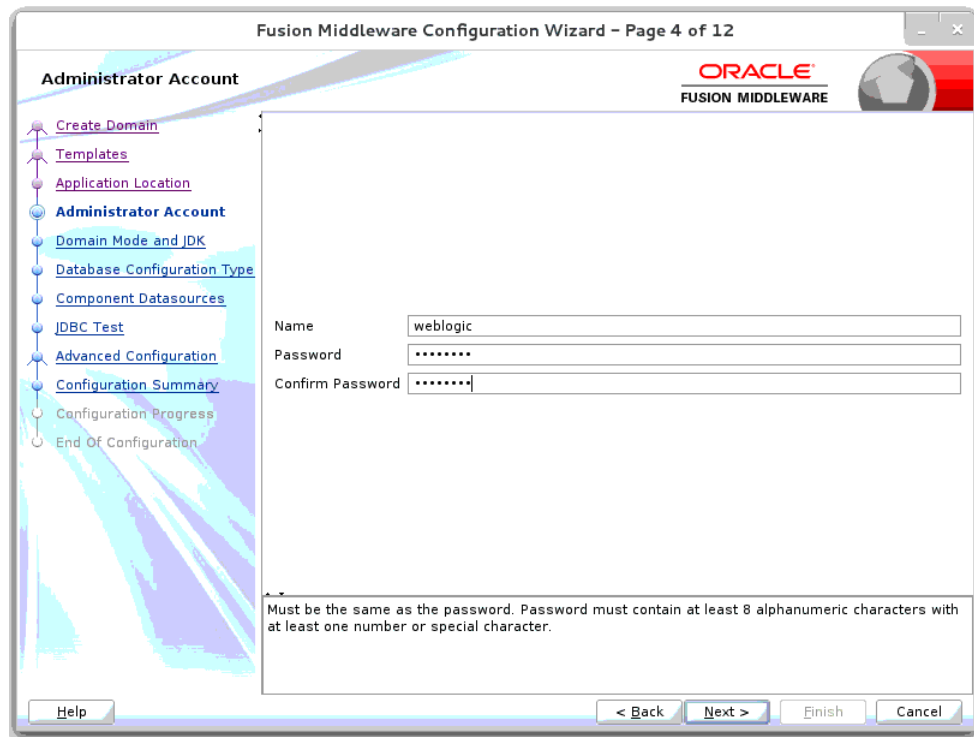 Fusion Middleware Configuration Wizard – Page 4 of 12
Administrator Account
ORACLE
FUSION MIDDLEWARE
Create Domain
Templates
Application Location
Administrator Account
Domain Mode and JDK
Database Configuration Type
Component Datasources
JDBC Test
Advanced Configuration
Configuration Summary
Configuration Progress
End Of Configuration
Name
weblogic
Password
••••••••
Confirm Password
••••••••
Must be the same as the password. Password must contain at least 8 alphanumeric characters with
at least one number or special character.
Help
< Back
Next >
Finish
Cancel